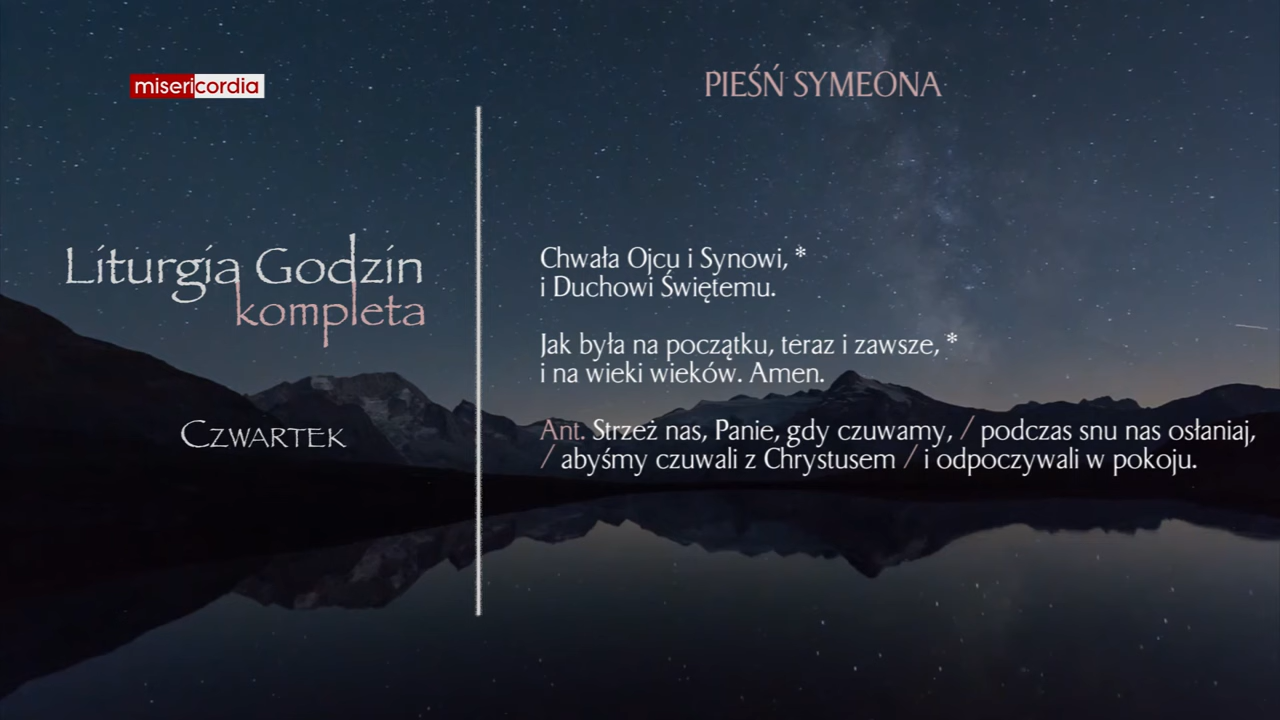 misericordia
PIEŚŃ SYMEONA
Liturgia Godzin
kompleta
CZWARTEK
Chwała Ojcu i Synowi, *
i Duchowi Świętemu.
Jak była na początku, teraz i zawsze, *
i na wieki wieków. Amen.
Ant. Strzeż nas, Panie, gdy czuwamy, / podczas snu nas osłaniaj,
/ abyśmy czuwali z Chrystusem / i odpoczywali w pokoju.